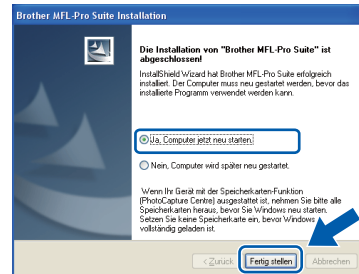 Brother MFL-Pro Suite Installation
Die Installation von "Brother MFL-Pro Suite" ist
abgeschlossen!
InstallShield Wizard hat Brother MFL-Pro Suite erfolgreich
installiert. Der Computer muss neu gestartet werden, bevor das
installierte Programm verwendet werden kann.
Ja, Computer jetzt neu starten.
Nein, Computer wird später neu gestartet.
Wenn Ihr Gerät mit der Speicherkarten-Funktion
(PhotoCapture Centre) ausgestattet ist, nehmen Sie bitte alle
Speicherkarten heraus, bevor Sie Windows neu starten.
Setzen Sie keine Speicherkarte ein, bevor Windows
vollständig geladen ist.
< Zurück Fertig stellen Abbrechen